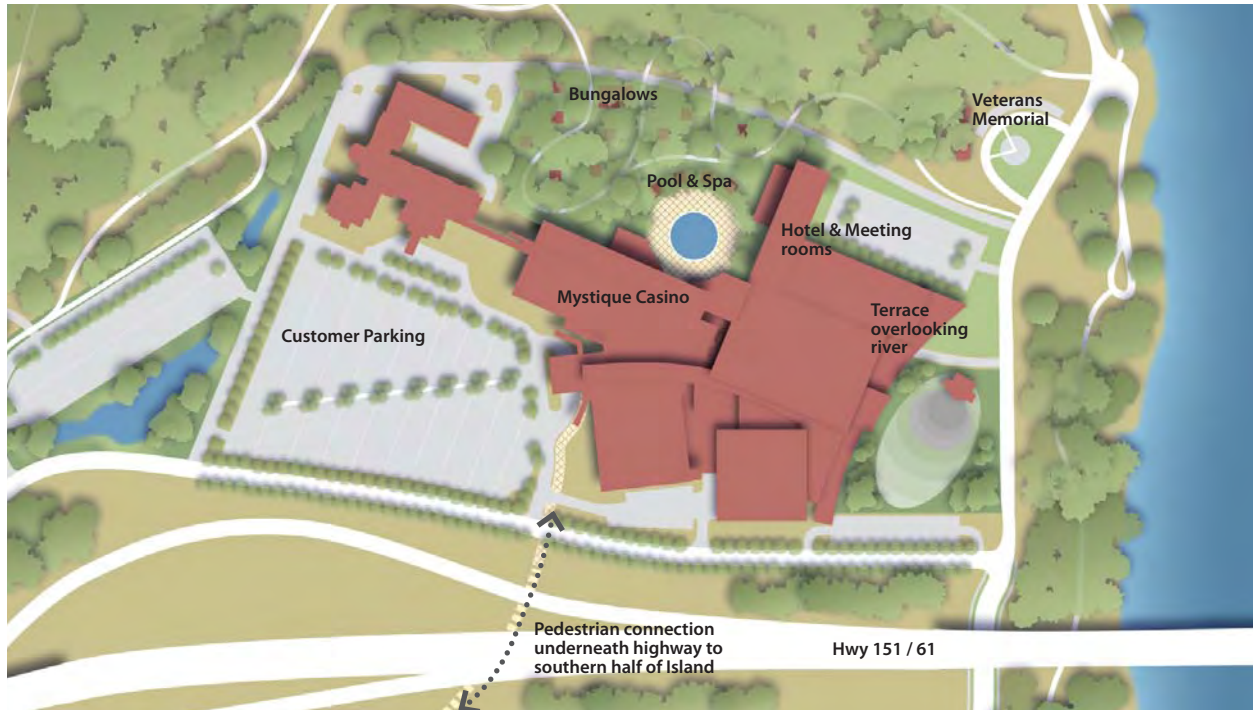 Bungalows
Veterans
Memorial
Pool & Spa
Hotel & Meeting
rooms
Mystique Casino
Terrace
overlooking
river
Customer Parking
Pedestrian connection
underneath highway to
southern half of Island
Hwy 151 / 61